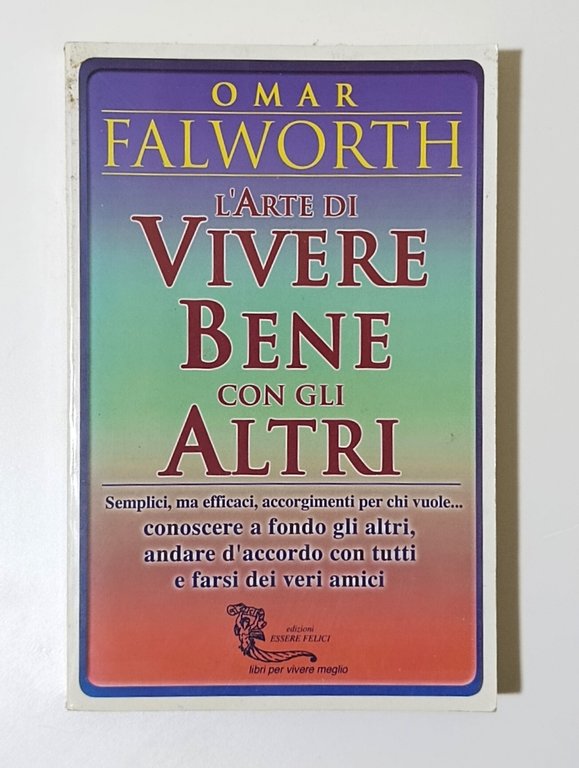 OMAR
FALWORTH
L'ARTE DI
VIVERE
BENE
CON GLI
ALTRI
Semplici, ma efficaci, accorgimenti per chi vuole...
conoscere a fondo gli altri,
andare d'accordo con tutti
e farsi dei veri amici
edizioni
ESSERE FELICI
libri per vivere meglio